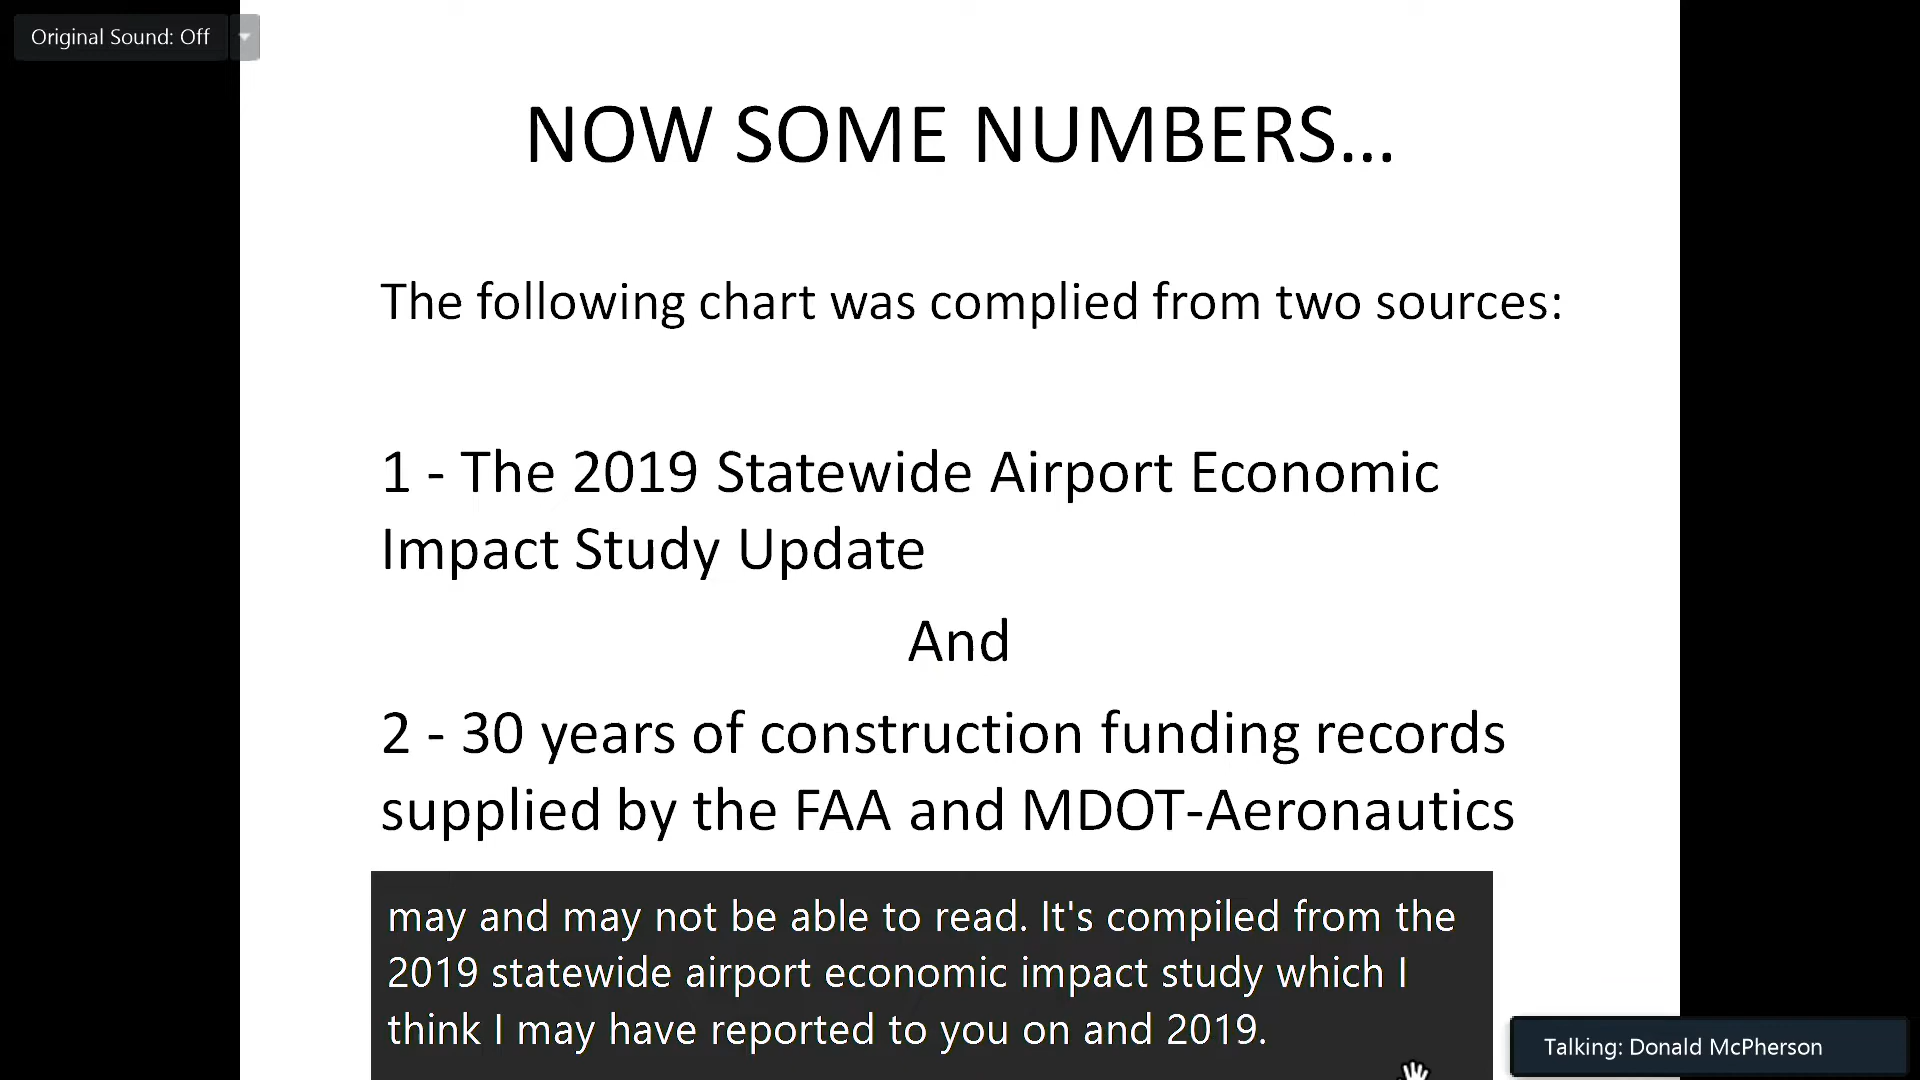 Original Sound: Off
NOW SOME NUMBERS...
The following chart was complied from two sources:
1 - The 2019 Statewide Airport Economic
Impact Study Update
And
2 - 30 years of construction funding records
supplied by the FAA and MDOT-Aeronautics
may and may not be able to read. It's compiled from the
2019 statewide airport economic impact study which I
think I may have reported to you on and 2019.
Talking: Donald McPherson